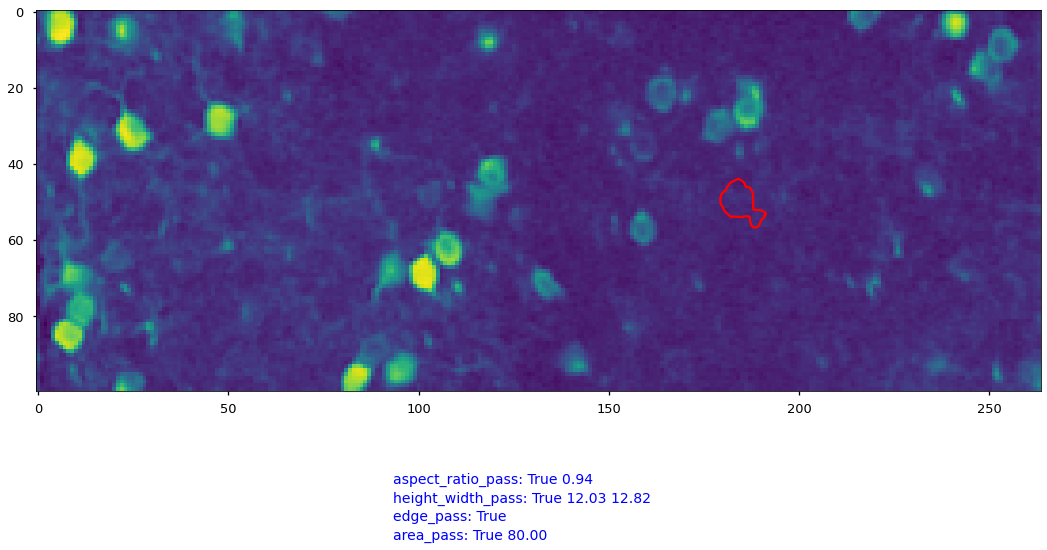 0
20
40
60
80
0 50 100 150 200 250
aspect_ratio_pass: True 0.94
height_width_pass: True 12.03 12.82
edge_pass: True
area_pass: True 80.00